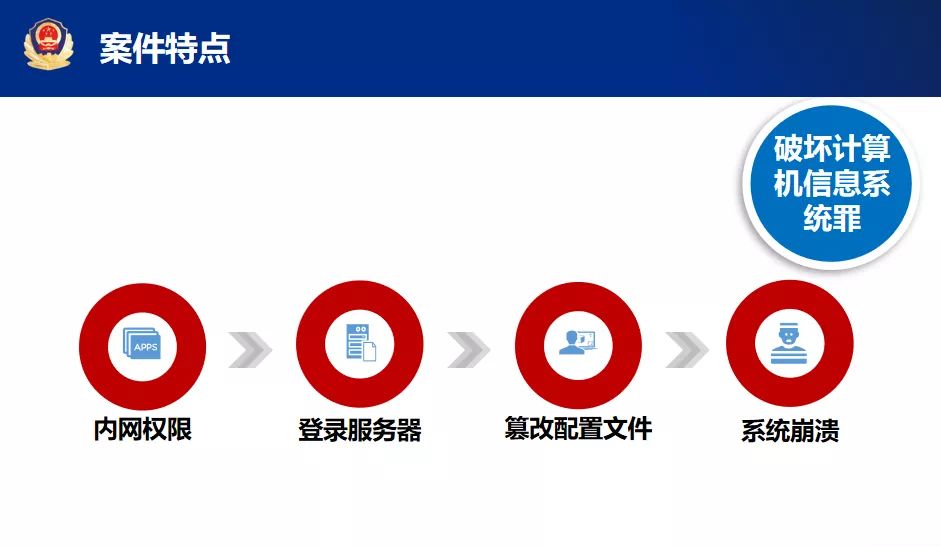 案件特点
破坏计算
机信息系
统罪
APPS
内网权限
登录服务器
篡改配置文件
系统崩溃